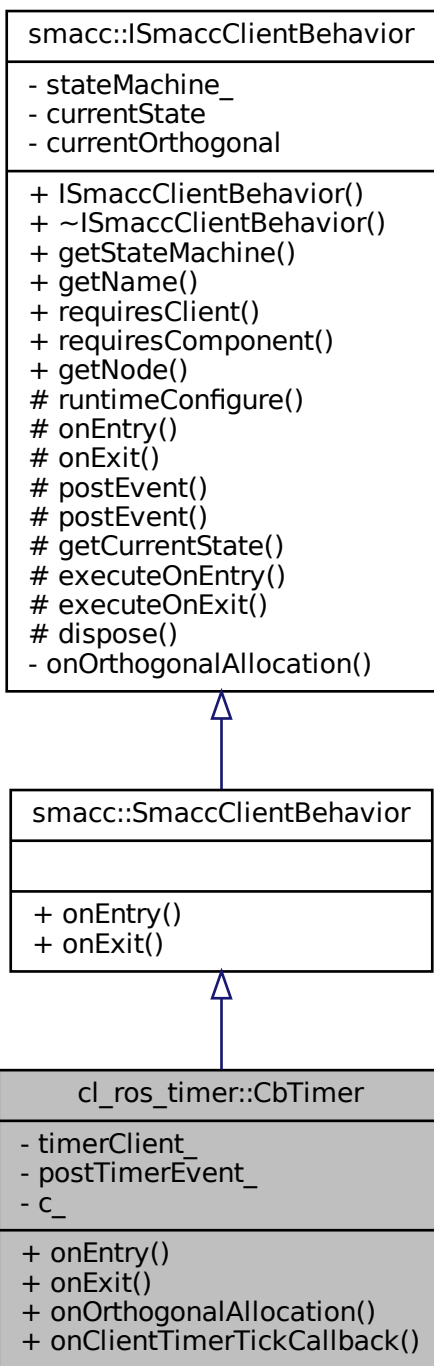 smacc::ISmaccClientBehavior
- stateMachine_
- currentState
- currentOrthogonal
+ ISmaccClientBehavior()
+ ~ISmaccClientBehavior()
+ getStateMachine()
+ getName()
+ requiresClient()
+ requiresComponent()
+ getNode()
# runtimeConfigure()
# onEntry()
# onExit()
# postEvent()
# postEvent()
# getCurrentState()
# executeOnEntry()
# executeOnExit()
# dispose()
- onOrthogonalAllocation()
smacc::SmaccClientBehavior
+ onEntry()
+ onExit()
cl_ros_timer::CbTimer
- timerClient_
- postTimerEvent_
- c_
+ onEntry()
+ onExit()
+ onOrthogonalAllocation()
+ onClientTimerTickCallback()